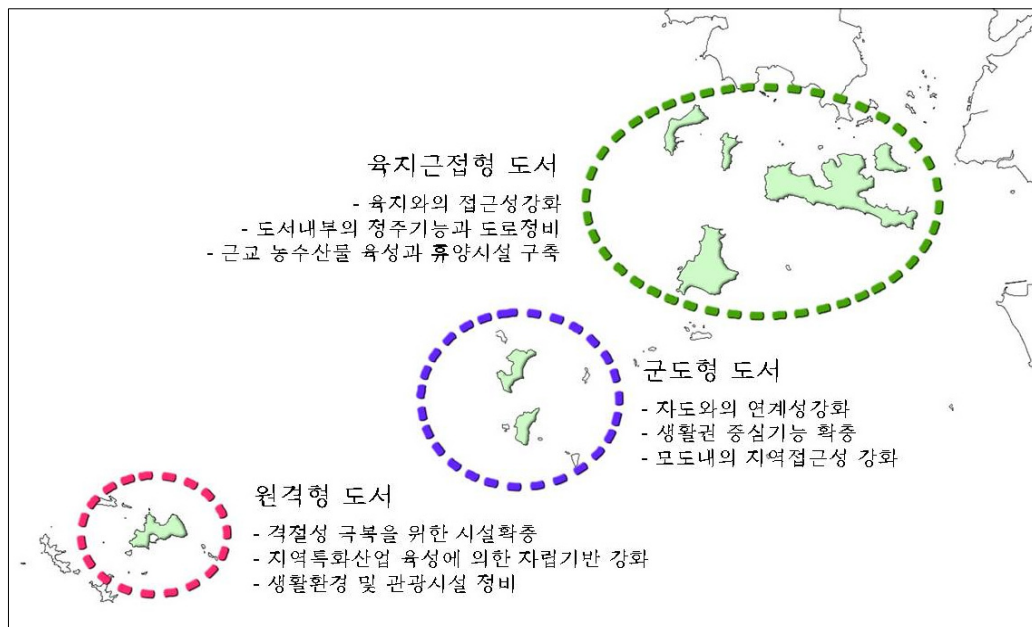 육지근접형 도서
- 육지와의 접근성강화
- 도서내부의 정주기능과 도로정비
- 근교 농수산물 육성과 휴양시설 구축
군도형 도서
- 자도와의 연계성강화
- 생활권 중심기능 확충
- 모도내의 지역접근성 강화
원격형 도서
- 격절성 극복을 위한 시설확충
- 지역특화산업 육성에 의한 자립기반 강화
- 생활환경 및 관광시설 정비